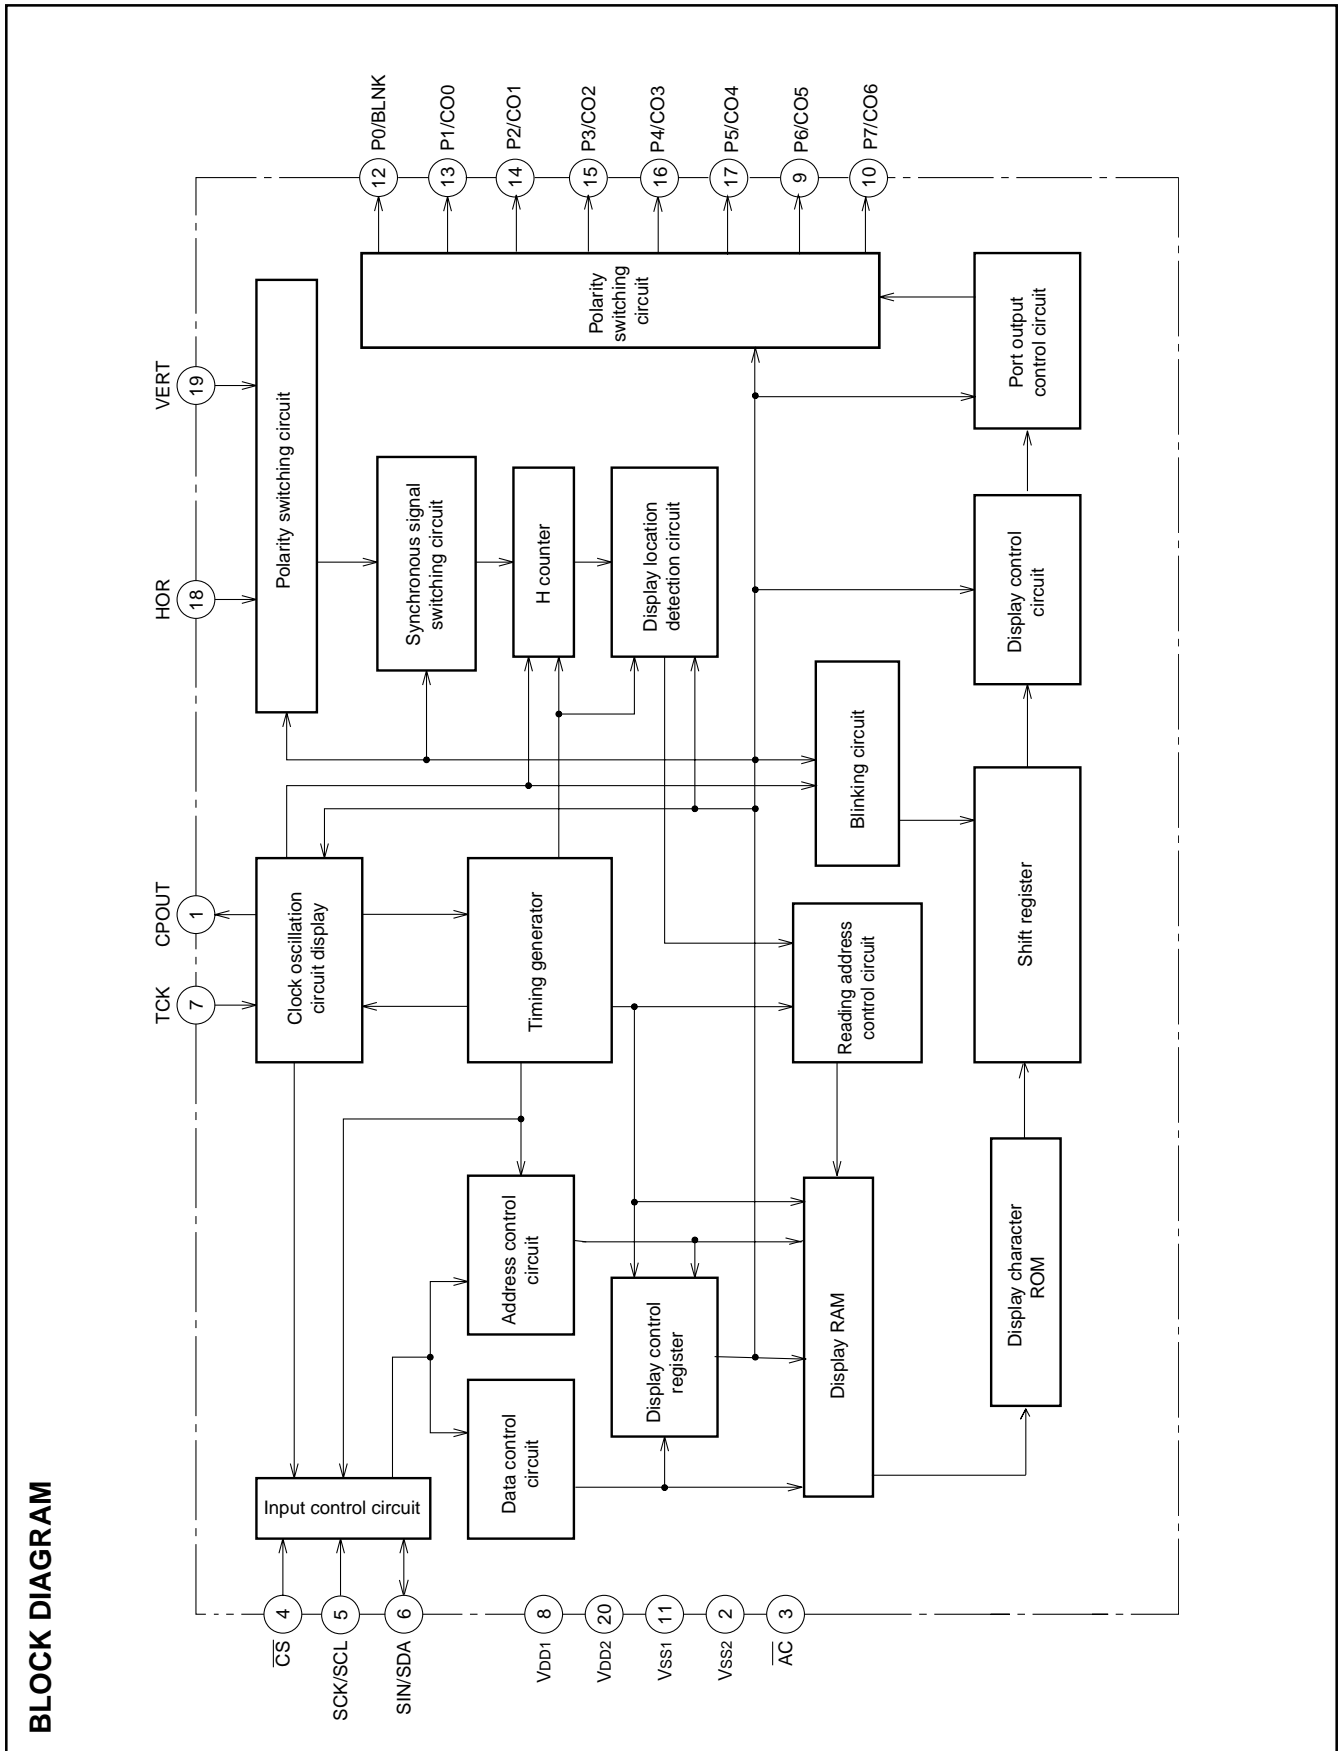 BLOCK DIAGRAM
TCK
7
CPOUT
1
HOR
18
VERT
19
CS
4
SCK/SCL
5
SIN/SDA
6
VDD1
8
VDD2
20
VSS1
11
VSS2
2
AC
3
Input control circuit
Clock oscillation
circuit display
Polarity switching circuit
Synchronous signal
switching circuit
Data control
circuit
Address control
circuit
Timing generator
H counter
Display control
register
Display location
detection circuit
Polarity
switching
circuit
Display RAM
Reading address
control circuit
Blinking circuit
Display character
ROM
Shift register
Display control
circuit
Port output
control circuit
12
P0/BLNK
13
P1/CO0
14
P2/CO1
15
P3/CO2
16
P4/CO3
17
P5/CO4
9
P6/CO5
10
P7/CO6